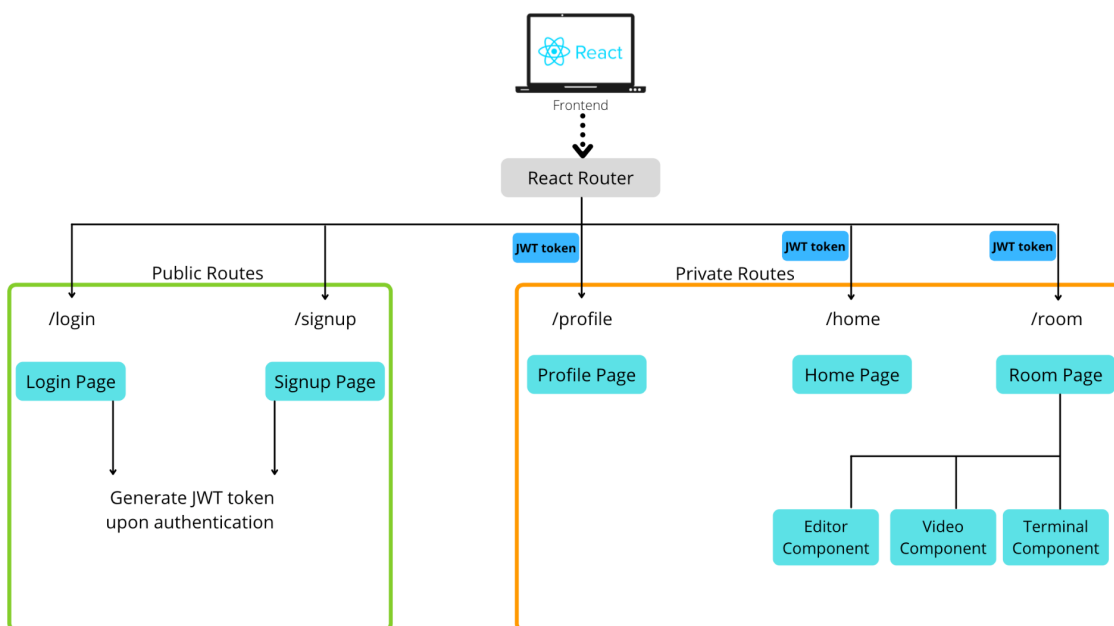 React
Frontend
React Router
JWT token
JWT token
JWT token
Public Routes
Private Routes
/login
/signup
/profile
/home
/room
Login Page
Signup Page
Profile Page
Home Page
Room Page
Generate JWT token
upon authentication
Editor
Component
Video
Component
Terminal
Component